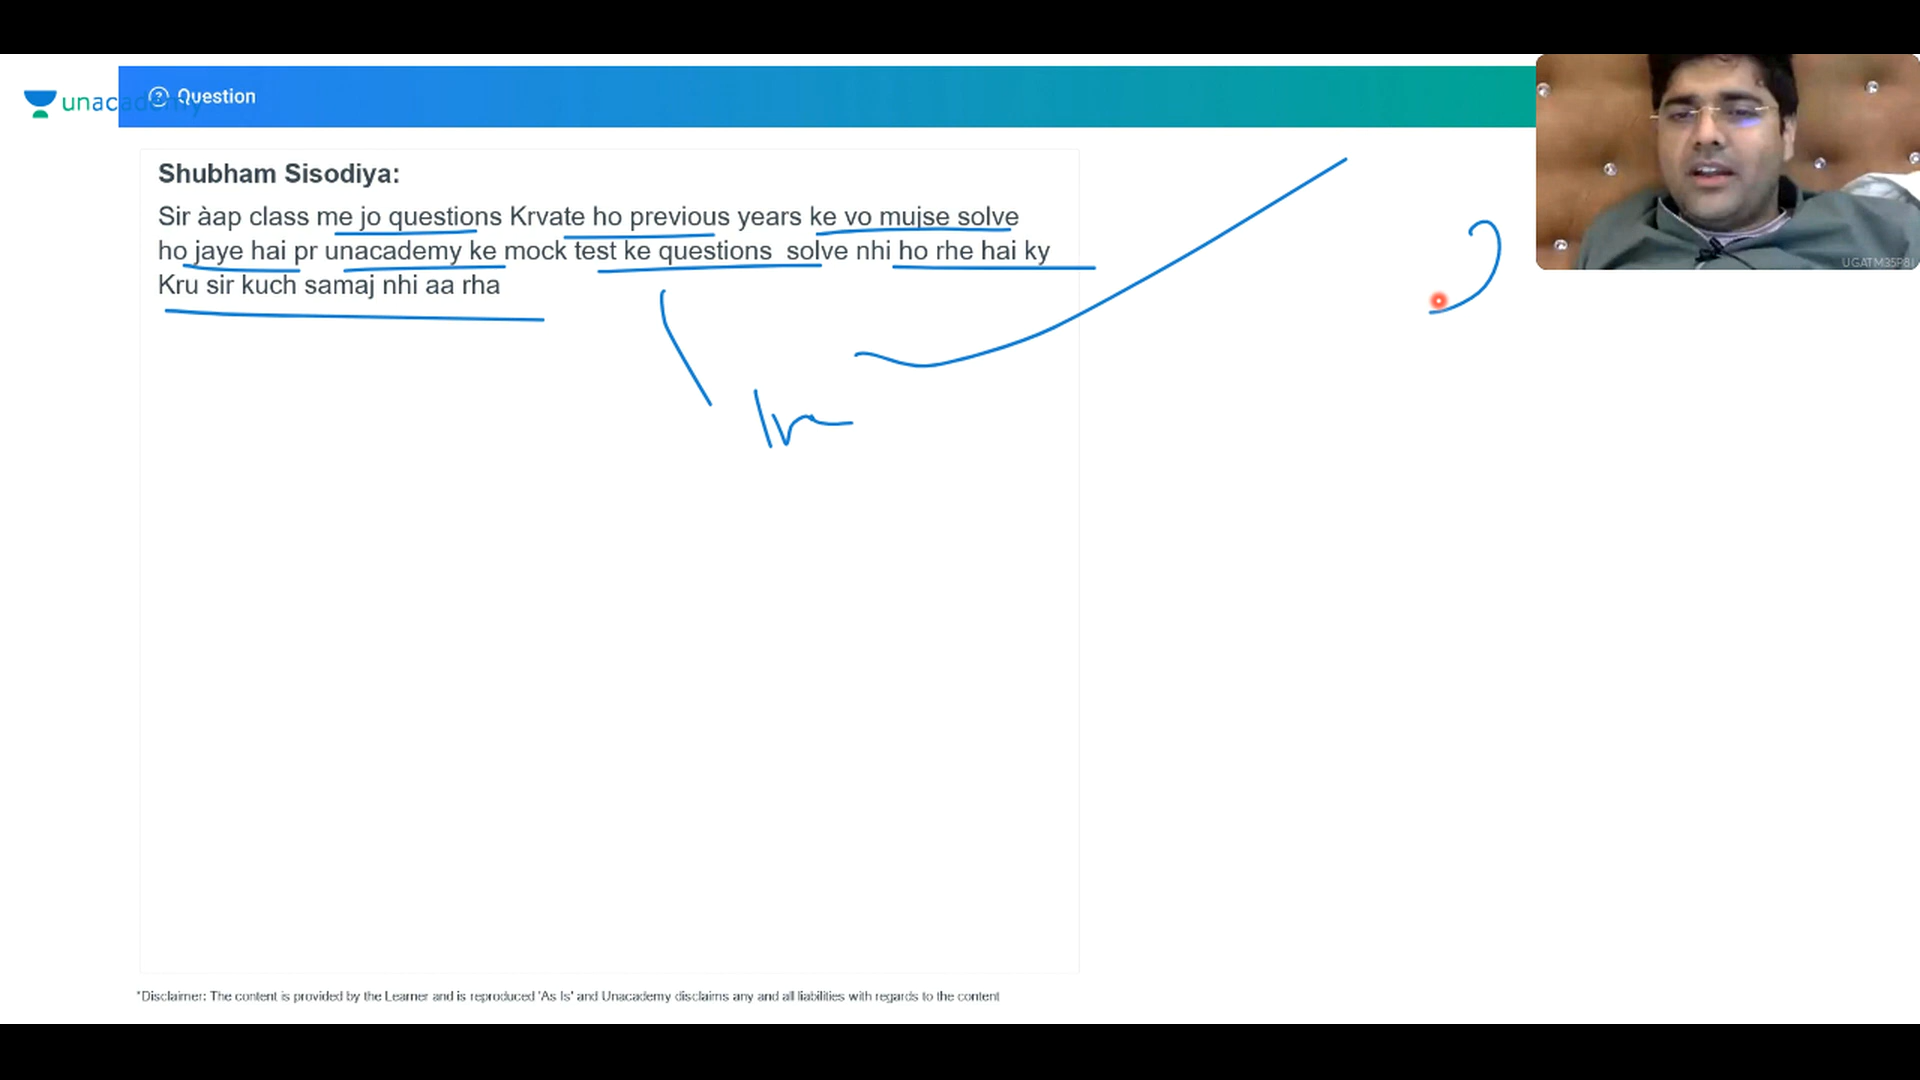 unacademy
Question
Shubham Sisodiya:
Sir àap class me jo questions Krvate ho previous years ke vo mujse solve
ho jaye hai pr unacademy ke mock test ke questions  solve nhi ho rhe hai ky
Kru sir kuch samaj nhi aa rha
UGATM35P8I
*Disclaimer: The content is provided by the Learner and is reproduced 'As Is' and Unacademy disclaims any and all liabilities with regards to the content